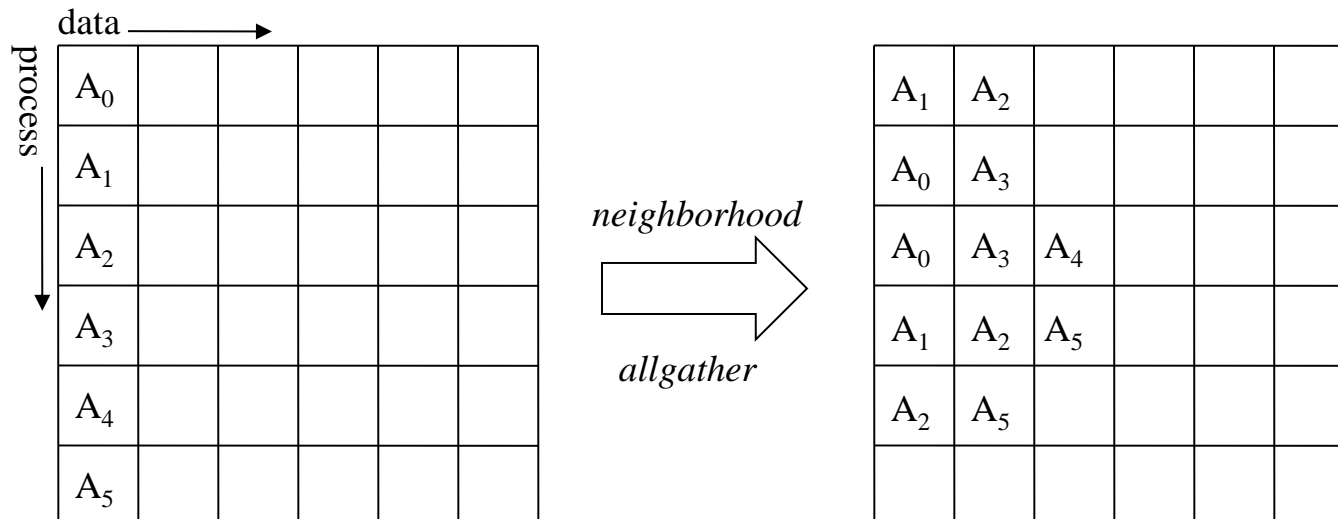 data
process
A₀
A₁
A₂
A₃
A₄
A₅
neighborhood
allgather
A₁ A₂
A₀ A₃
A₀ A₃ A₄
A₁ A₂ A₅
A₂ A₅